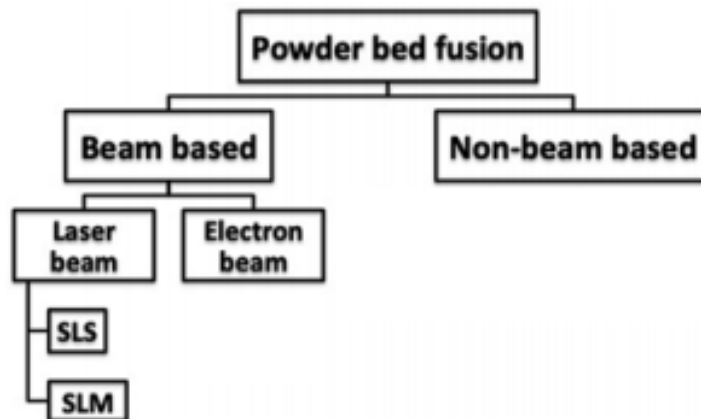 Powder bed fusion
Beam based
Non-beam based
Laser
beam
Electron
beam
SLS
SLM